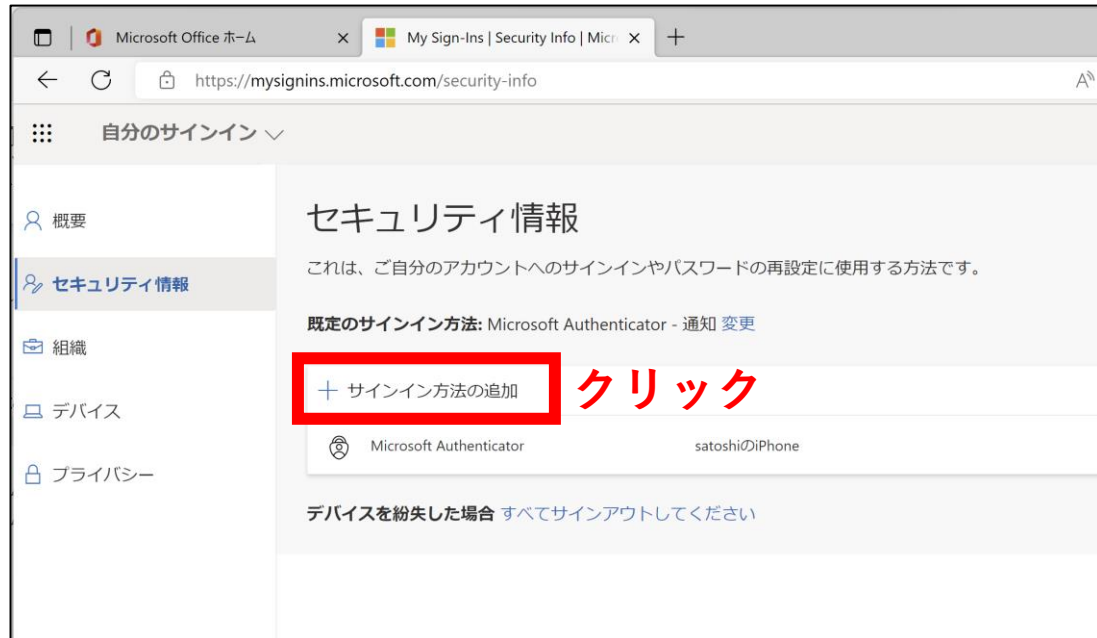 Microsoft Office ホーム
My Sign-Ins | Security Info | Micr
https://mysignins.microsoft.com/security-info
自分のサインイン
概要
セキュリティ情報
組織
デバイス
プライバシー
セキュリティ情報
これは、ご自分のアカウントへのサインインやパスワードの再設定に使用する方法です。
既定のサインイン方法: Microsoft Authenticator - 通知 変更
+ サインイン方法の追加
クリック
Microsoft Authenticator satoshiのiPhone
デバイスを紛失した場合 すべてサインアウトしてください